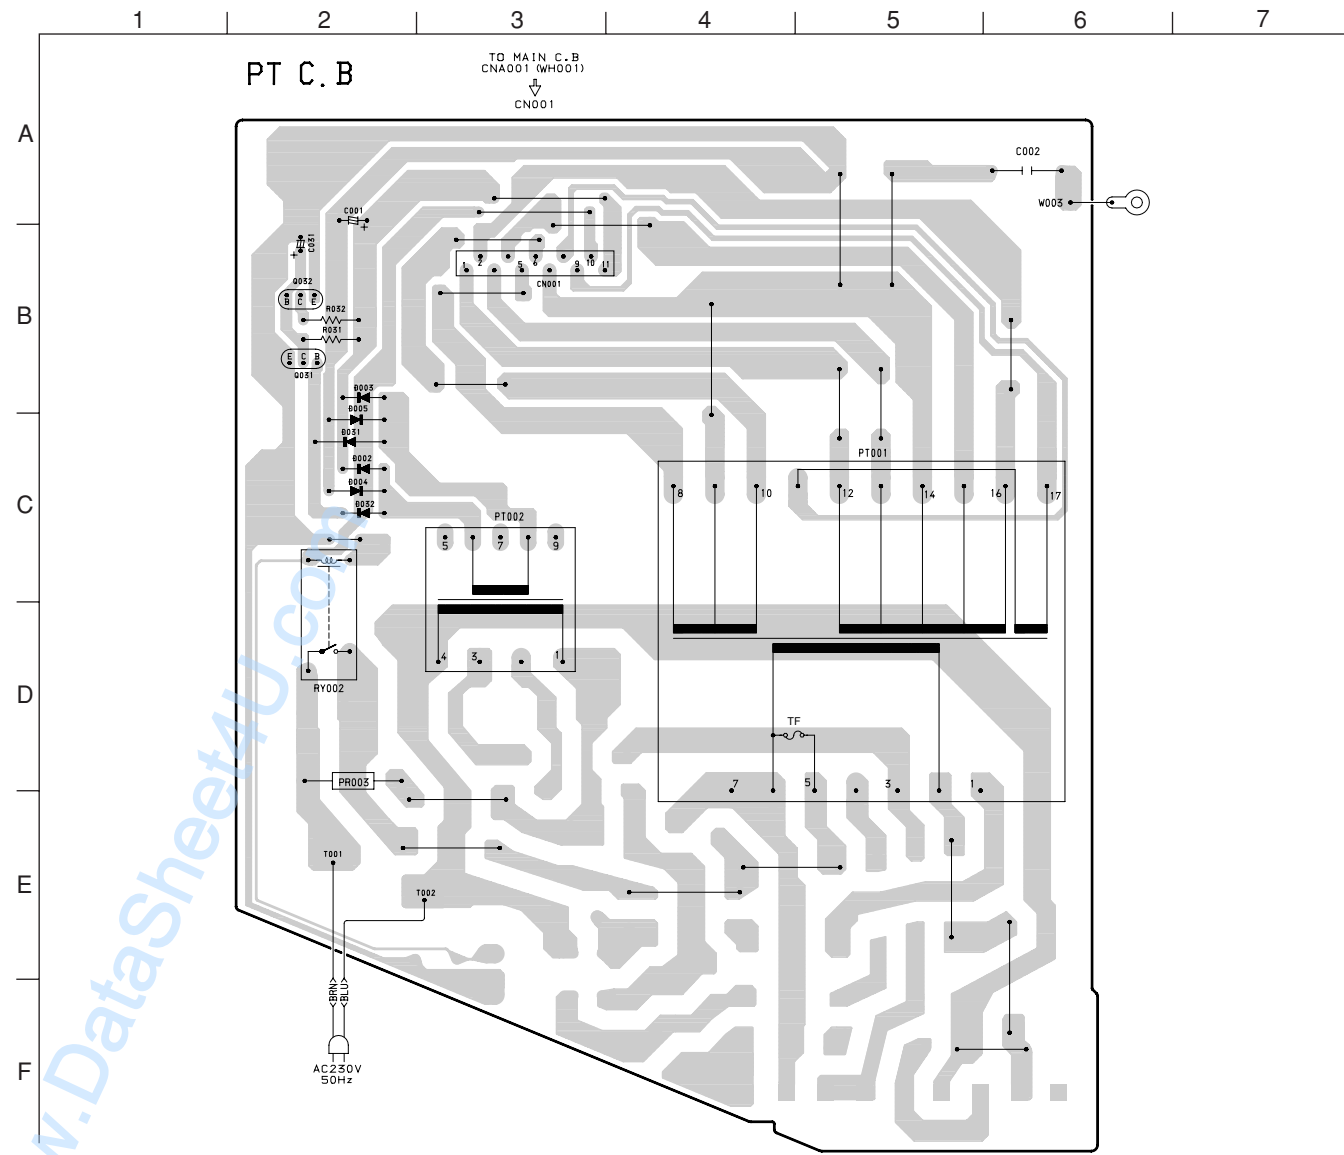 1 2 3 4 5 6 7
PT C.B
TO MAIN C.B
CNA001 (WH001)
CN001
A
C002
W003
C001
+
C031
+
Q032
B C E
1 2 5 6 9 10 11
CN001
B
R032
R031
E C B
Q031
D003
D005
D031
D002
D004
D032
PT001
8 10 12 14 16 17
C
PT002
5 7 9
4 3 1
RY002
D
TF
PR003
7 5 3 1
T001
E
T002
<BRN>
<BLU>
F
AC230V
50Hz
w.DataSheet4U.com